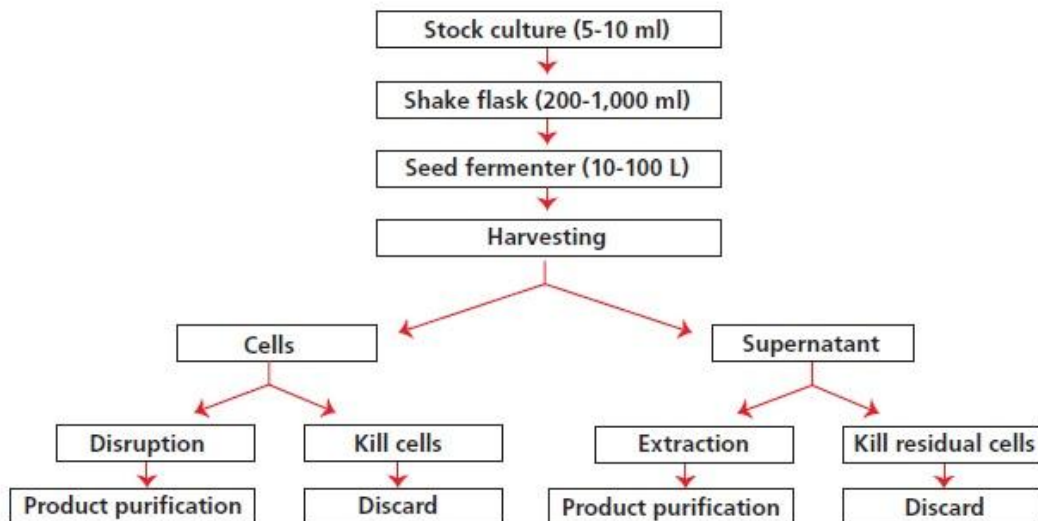 Stock culture (5-10 ml)
Shake flask (200-1,000 ml)
Seed fermenter (10-100 L)
Harvesting
Cells
Supernatant
Disruption
Kill cells
Extraction
Kill residual cells
Product purification
Discard
Product purification
Discard